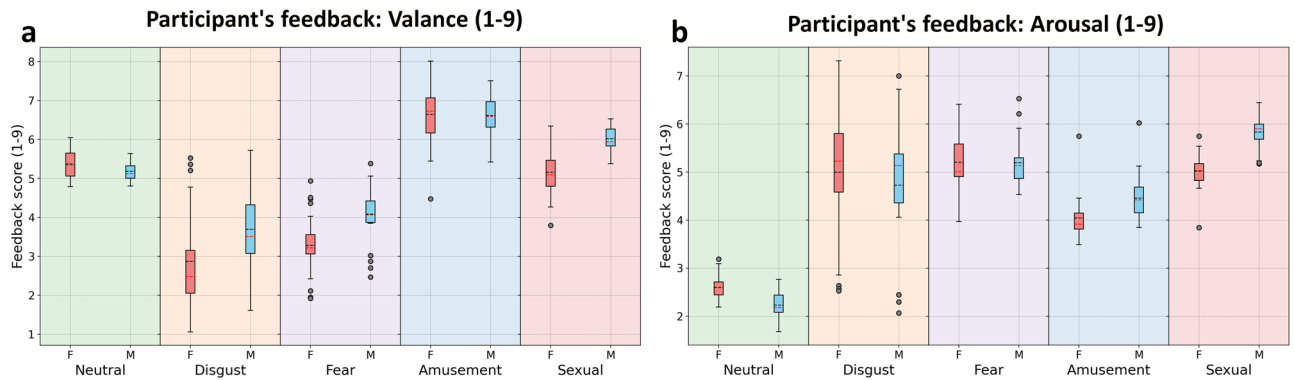 a
Participant's feedback: Valance (1-9)
Feedback score (1-9)
8
7
6
5
4
3
2
1
F M F M F M F M F M
Neutral Disgust Fear Amusement Sexual
b
Participant's feedback: Arousal (1-9)
Feedback score (1-9)
7
6
5
4
3
2
F M F M F M F M F M
Neutral Disgust Fear Amusement Sexual